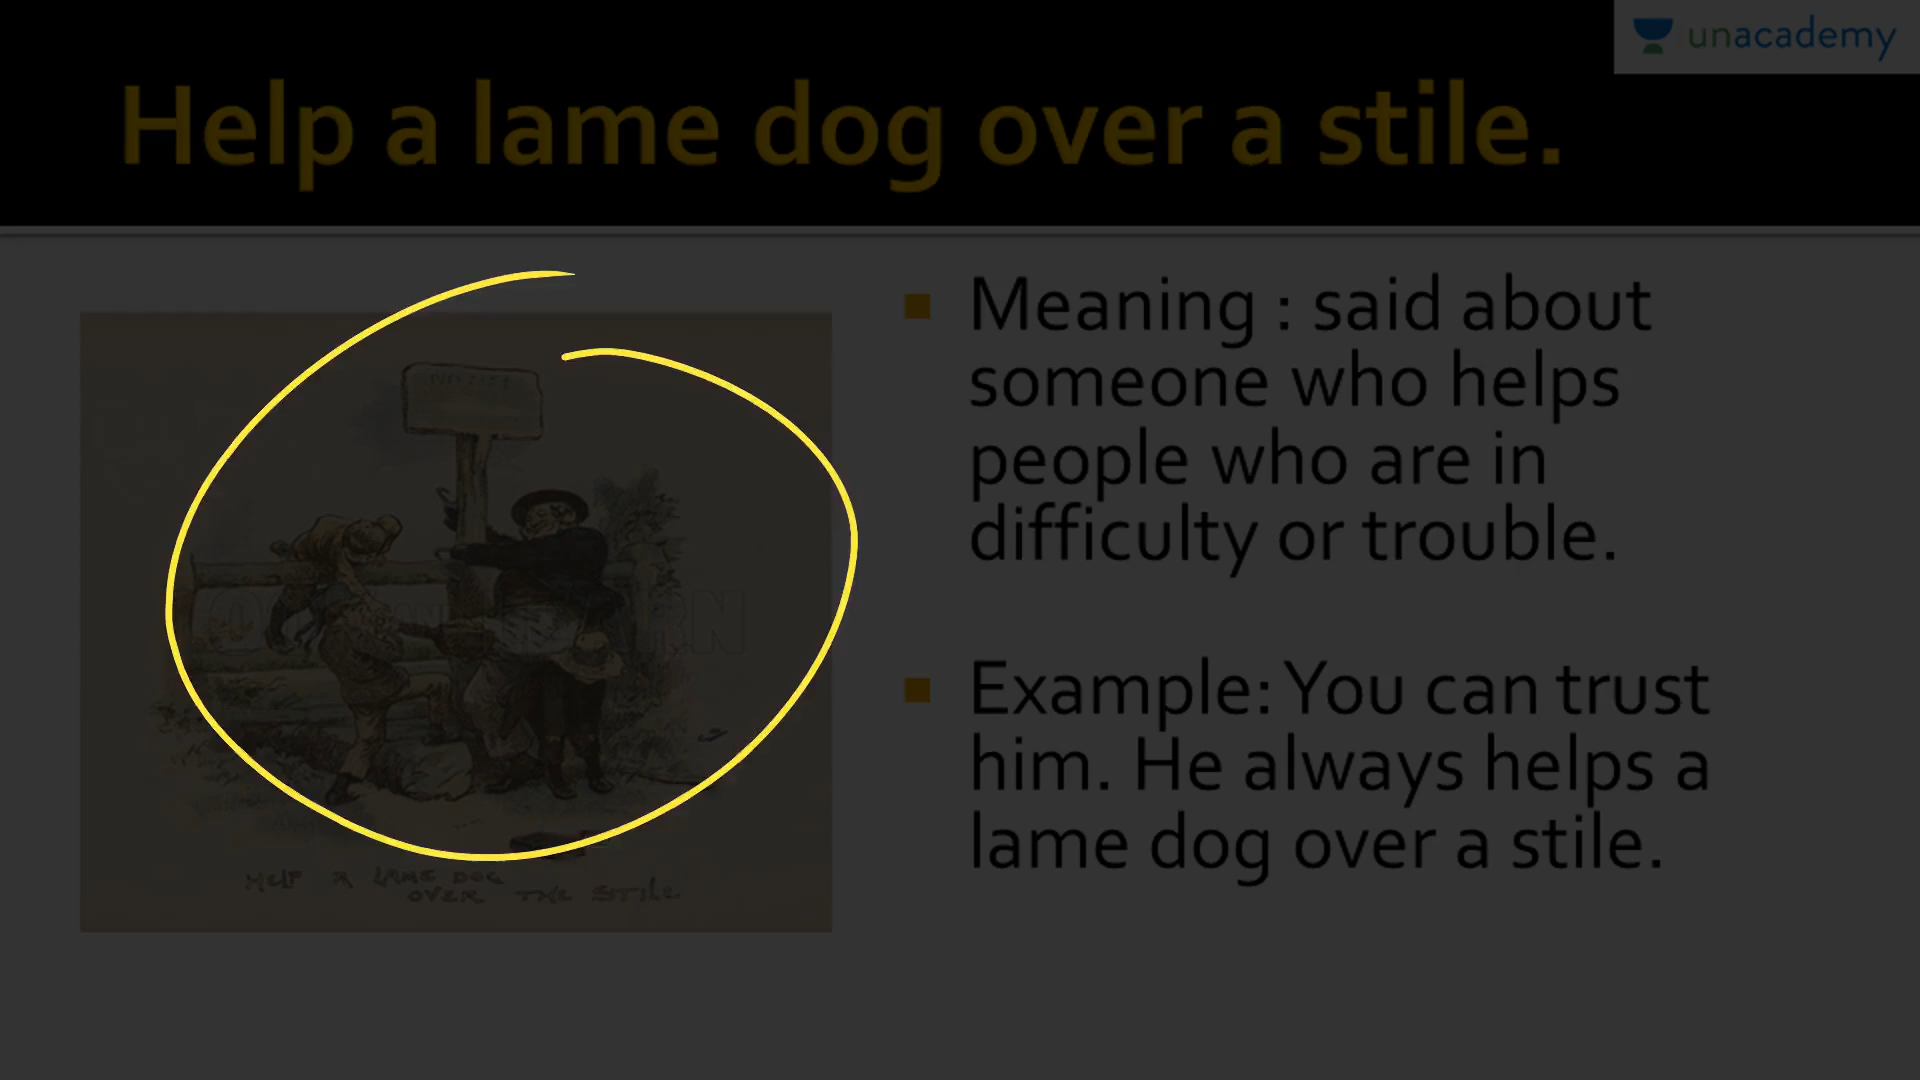 unacademy
Help a lame dog over a stile.
Meaning : said about
someone who helps
people who are in
difficulty or trouble.
Example: You can trust
him. He always helps a
lame dog over a stile.
NOTICE
HELP A LAME DOG
OVER THE STILE